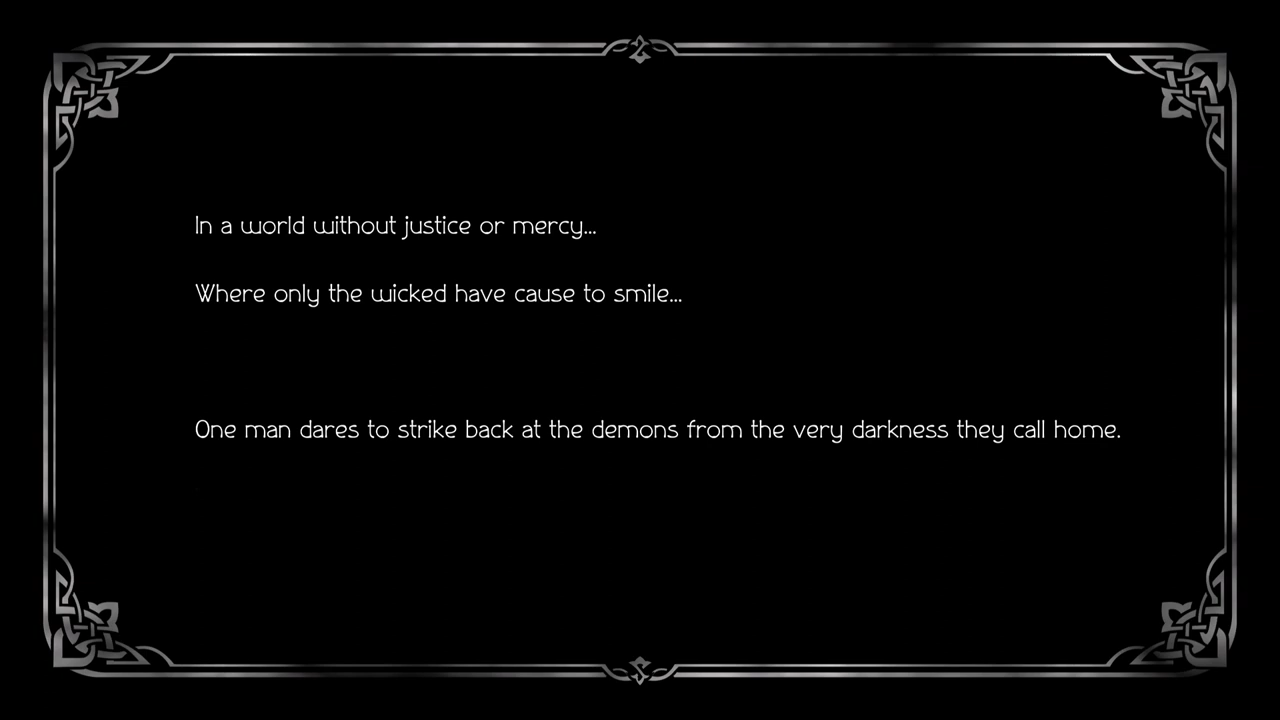 In a world without justice or mercy...
Where only the wicked have cause to smile...
One man dares to strike back at the demons from the very darkness they call home.